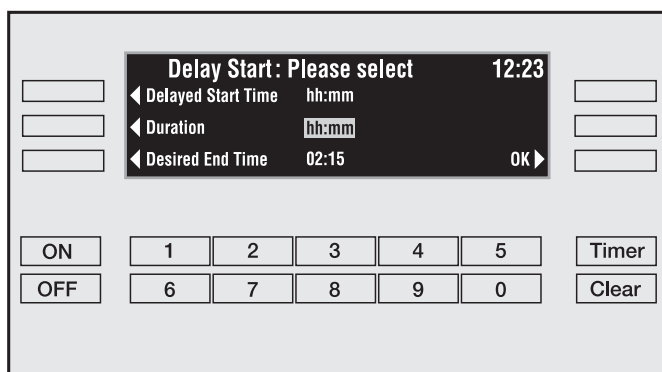 Delay Start: Please select 12:23
Delayed Start Time hh:mm
Duration hh:mm
Desired End Time 02:15 OK
ON 1 2 3 4 5 Timer
OFF 6 7 8 9 0 Clear